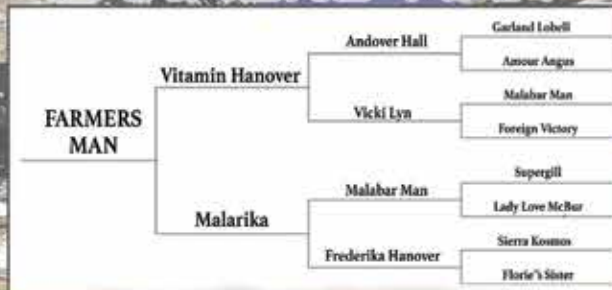 Garland Lobell
Andover Hall
Amour Angus
Vitamin Hanover
Malabar Man
Vicki Lyn
Foreign Victory
FARMERS
MAN
Supergill
Malabar Man
Lady Love McBur
Malarika
Sierra Kosmos
Frederika Hanover
Florie's Sister